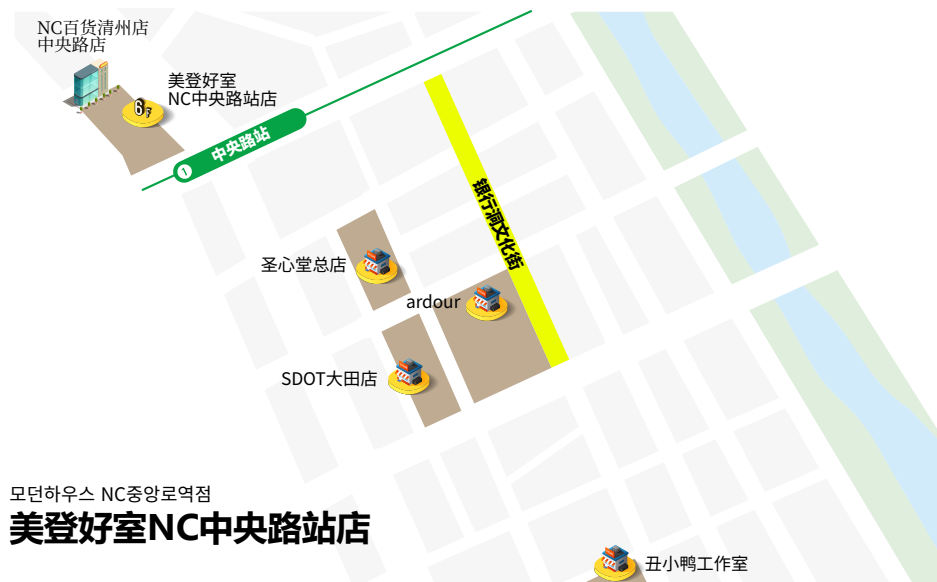 NC百货清州店
中央路店
美登好室
NC中央路站店
6F
1
中央路站
银行洞文化街
圣心堂总店
ardour
SDOT大田店
모던하우스 NC중앙로역점
美登好室NC中央路站店
丑小鸭工作室